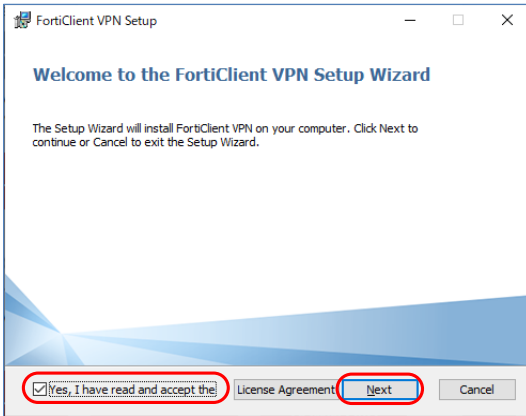 FortiClient VPN Setup
Welcome to the FortiClient VPN Setup Wizard
The Setup Wizard will install FortiClient VPN on your computer. Click Next to
continue or Cancel to exit the Setup Wizard.
Yes, I have read and accept the License Agreement Next Cancel